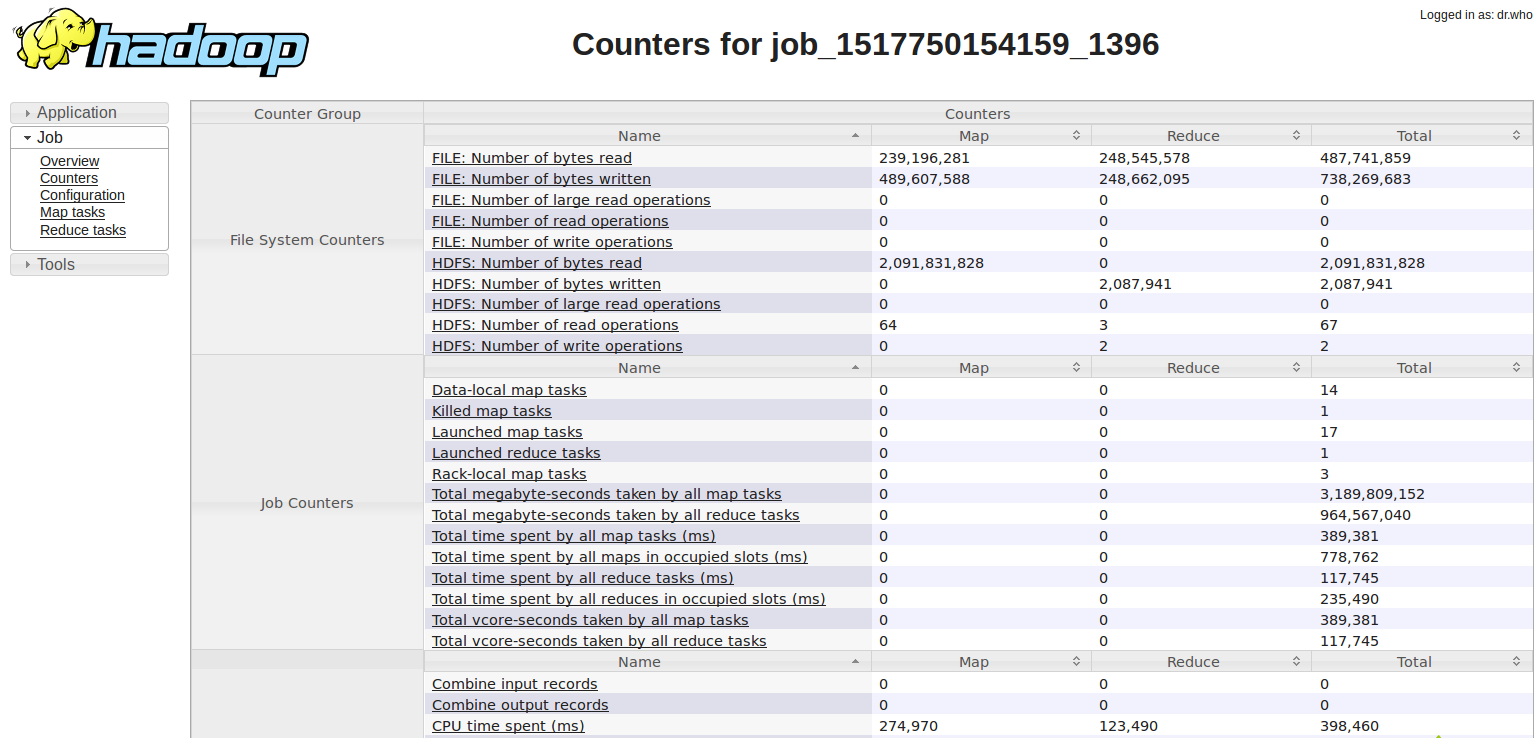 Logged in as: dr.who
hadoop
Counters for job_1517750154159_1396
Application
Job
Overview
Counters
Configuration
Map tasks
Reduce tasks
Tools
Counter Group Counters
File System Counters
Name Map Reduce Total
FILE: Number of bytes read 239,196,281 248,545,578 487,741,859
FILE: Number of bytes written 489,607,588 248,662,095 738,269,683
FILE: Number of large read operations 0 0 0
FILE: Number of read operations 0 0 0
FILE: Number of write operations 0 0 0
HDFS: Number of bytes read 2,091,831,828 0 2,091,831,828
HDFS: Number of bytes written 0 2,087,941 2,087,941
HDFS: Number of large read operations 0 0 0
HDFS: Number of read operations 64 3 67
HDFS: Number of write operations 0 2 2
Job Counters
Name Map Reduce Total
Data-local map tasks 0 0 14
Killed map tasks 0 0 1
Launched map tasks 0 0 17
Launched reduce tasks 0 0 1
Rack-local map tasks 0 0 3
Total megabyte-seconds taken by all map tasks 0 0 3,189,809,152
Total megabyte-seconds taken by all reduce tasks 0 0 964,567,040
Total time spent by all map tasks (ms) 0 0 389,381
Total time spent by all maps in occupied slots (ms) 0 0 778,762
Total time spent by all reduce tasks (ms) 0 0 117,745
Total time spent by all reduces in occupied slots (ms) 0 0 235,490
Total vcore-seconds taken by all map tasks 0 0 389,381
Total vcore-seconds taken by all reduce tasks 0 0 117,745
Name Map Reduce Total
Combine input records 0 0 0
Combine output records 0 0 0
CPU time spent (ms) 274,970 123,490 398,460